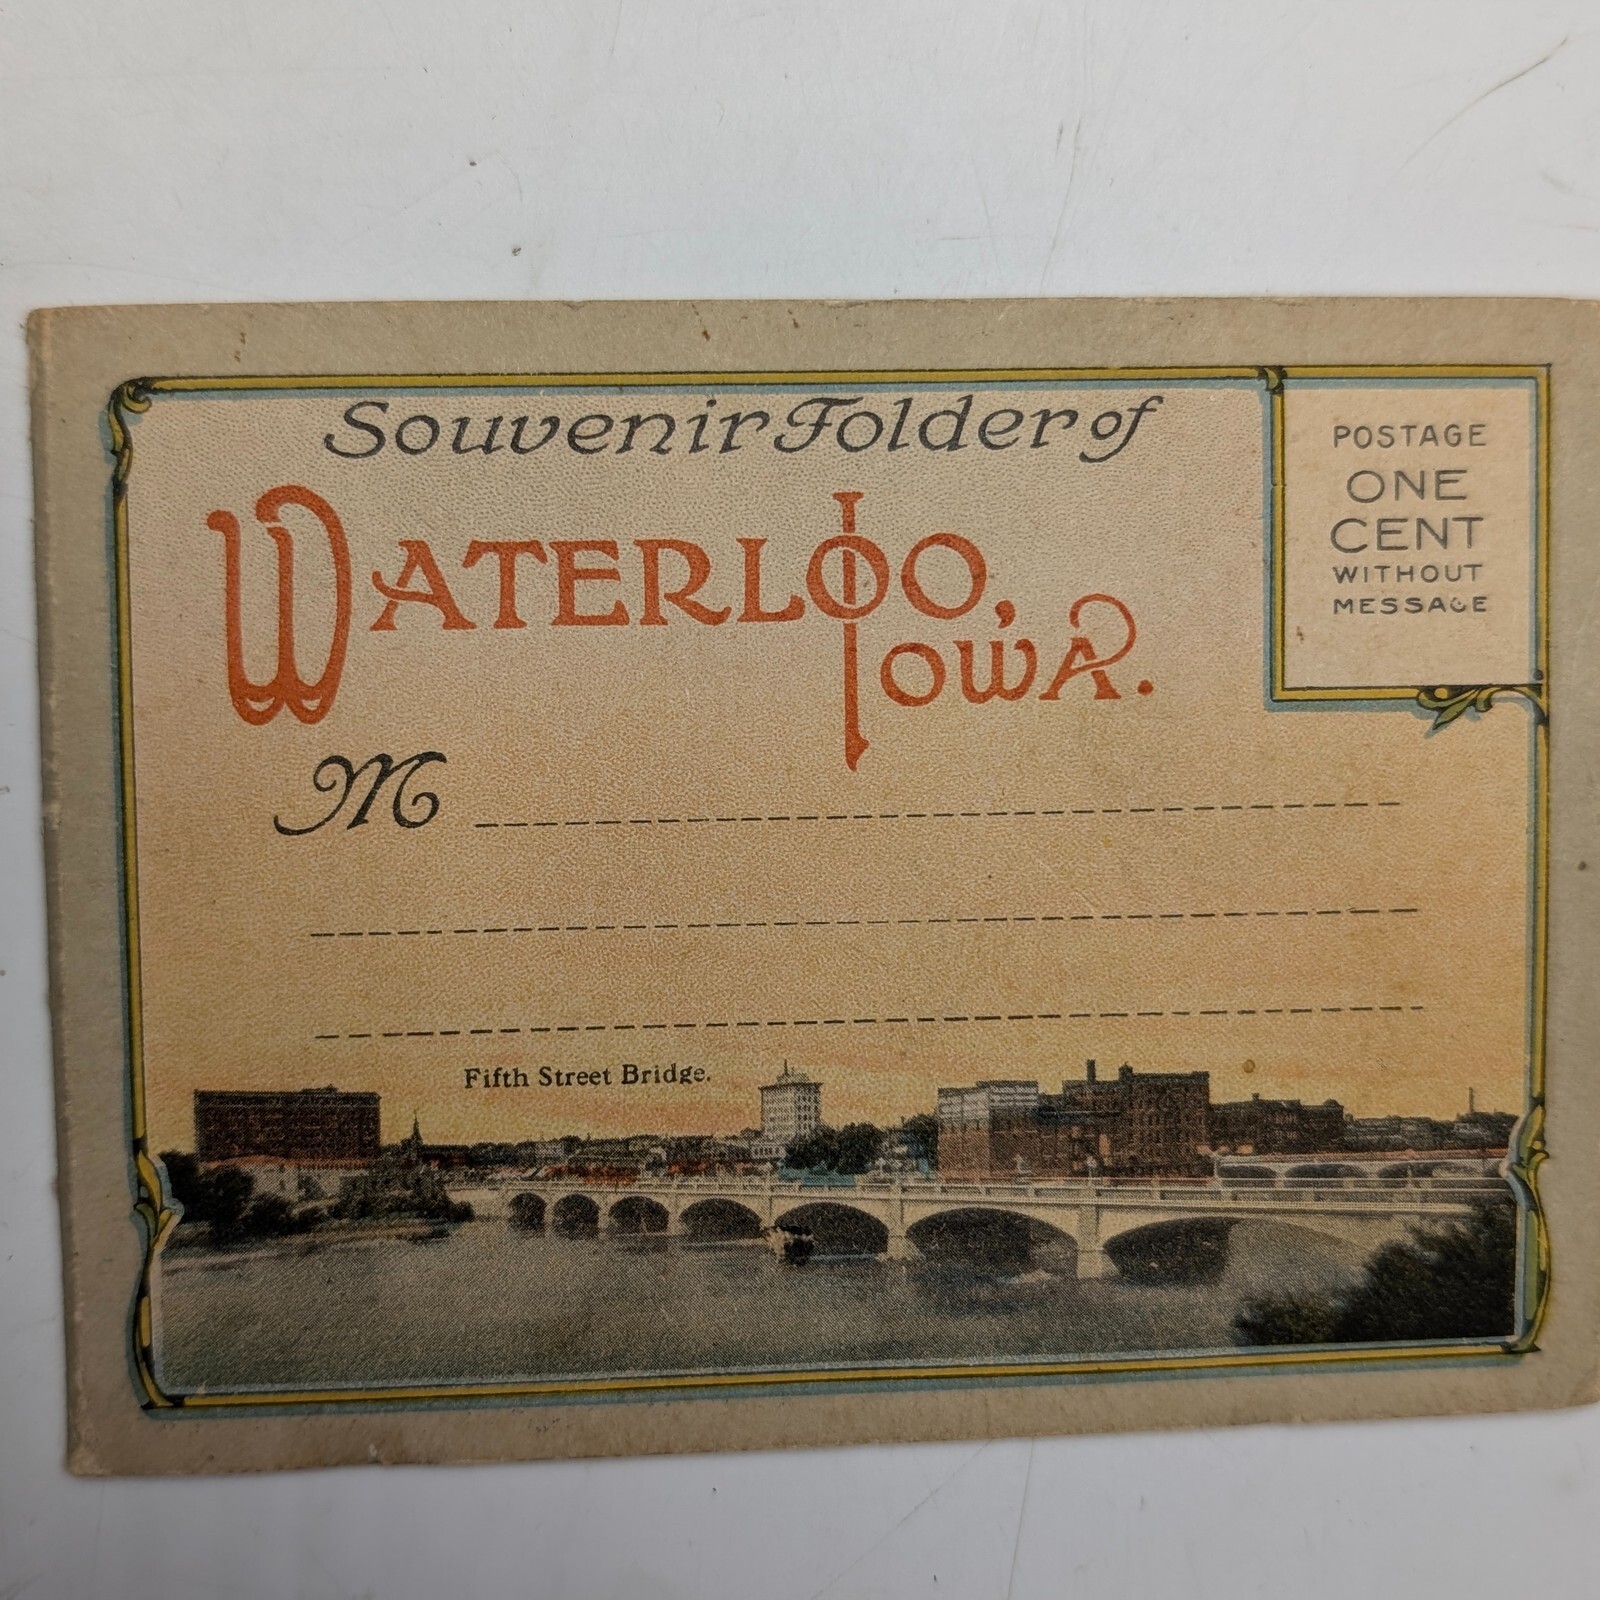 Souvenir Folder of
WATERLOO,
IOWA.
POSTAGE
ONE
CENT
WITHOUT
MESSAGE
M
Fifth Street Bridge.